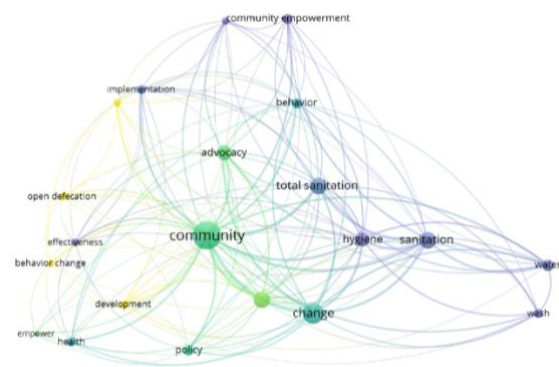 community empowerment
implementation
behavior
advocacy
total sanitation
open defecation
community
effectiveness
hygiene
sanitation
behavior change
water
development
change
wash
empower
health
policy